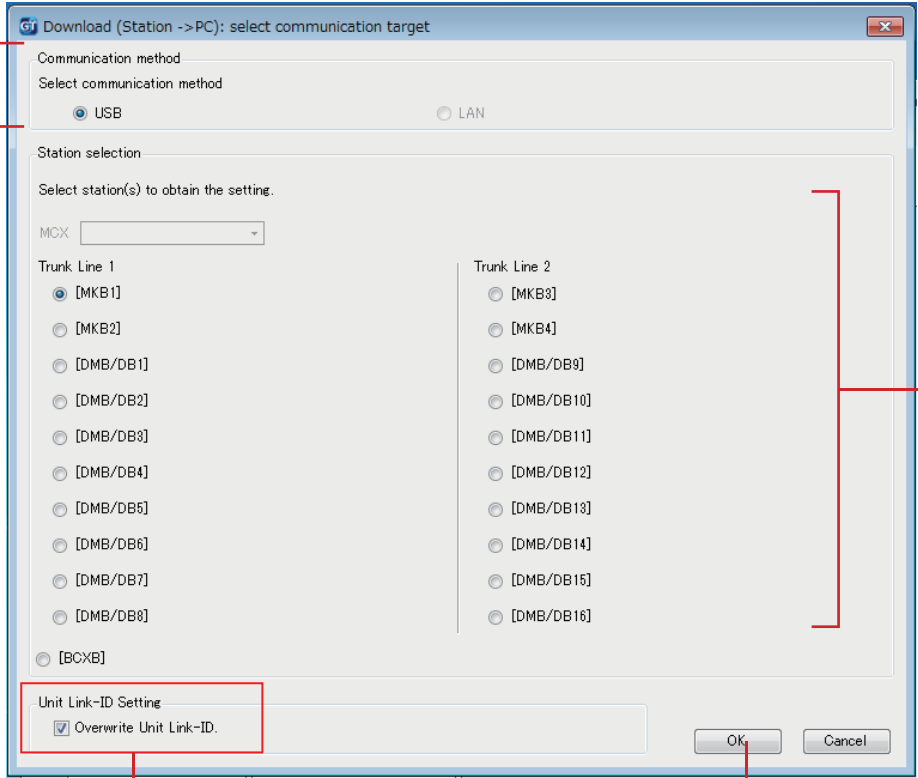 GT Download (Station ->PC): select communication target
Communication method
Select communication method
USB
LAN
Station selection
Select station(s) to obtain the setting.
MCX
Trunk Line 1
[MKB1]
[MKB2]
[DMB/DB1]
[DMB/DB2]
[DMB/DB3]
[DMB/DB4]
[DMB/DB5]
[DMB/DB6]
[DMB/DB7]
[DMB/DB8]
Trunk Line 2
[MKB3]
[MKB4]
[DMB/DB9]
[DMB/DB10]
[DMB/DB11]
[DMB/DB12]
[DMB/DB13]
[DMB/DB14]
[DMB/DB15]
[DMB/DB16]
[BCXB]
Unit Link-ID Setting
Overwrite Unit Link-ID.
OK
Cancel